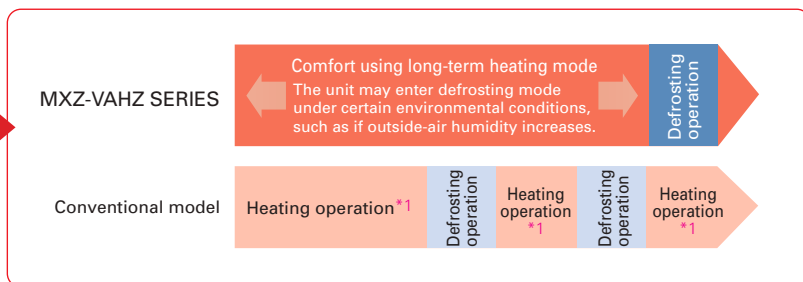 MXZ-VAHZ SERIES
Comfort using long-term heating mode
The unit may enter defrosting mode
under certain environmental conditions,
such as if outside-air humidity increases.
Defrosting
operation
Conventional model
Heating operation*1
Defrosting
operation
Heating
operation
*1
Defrosting
operation
Heating
operation
*1